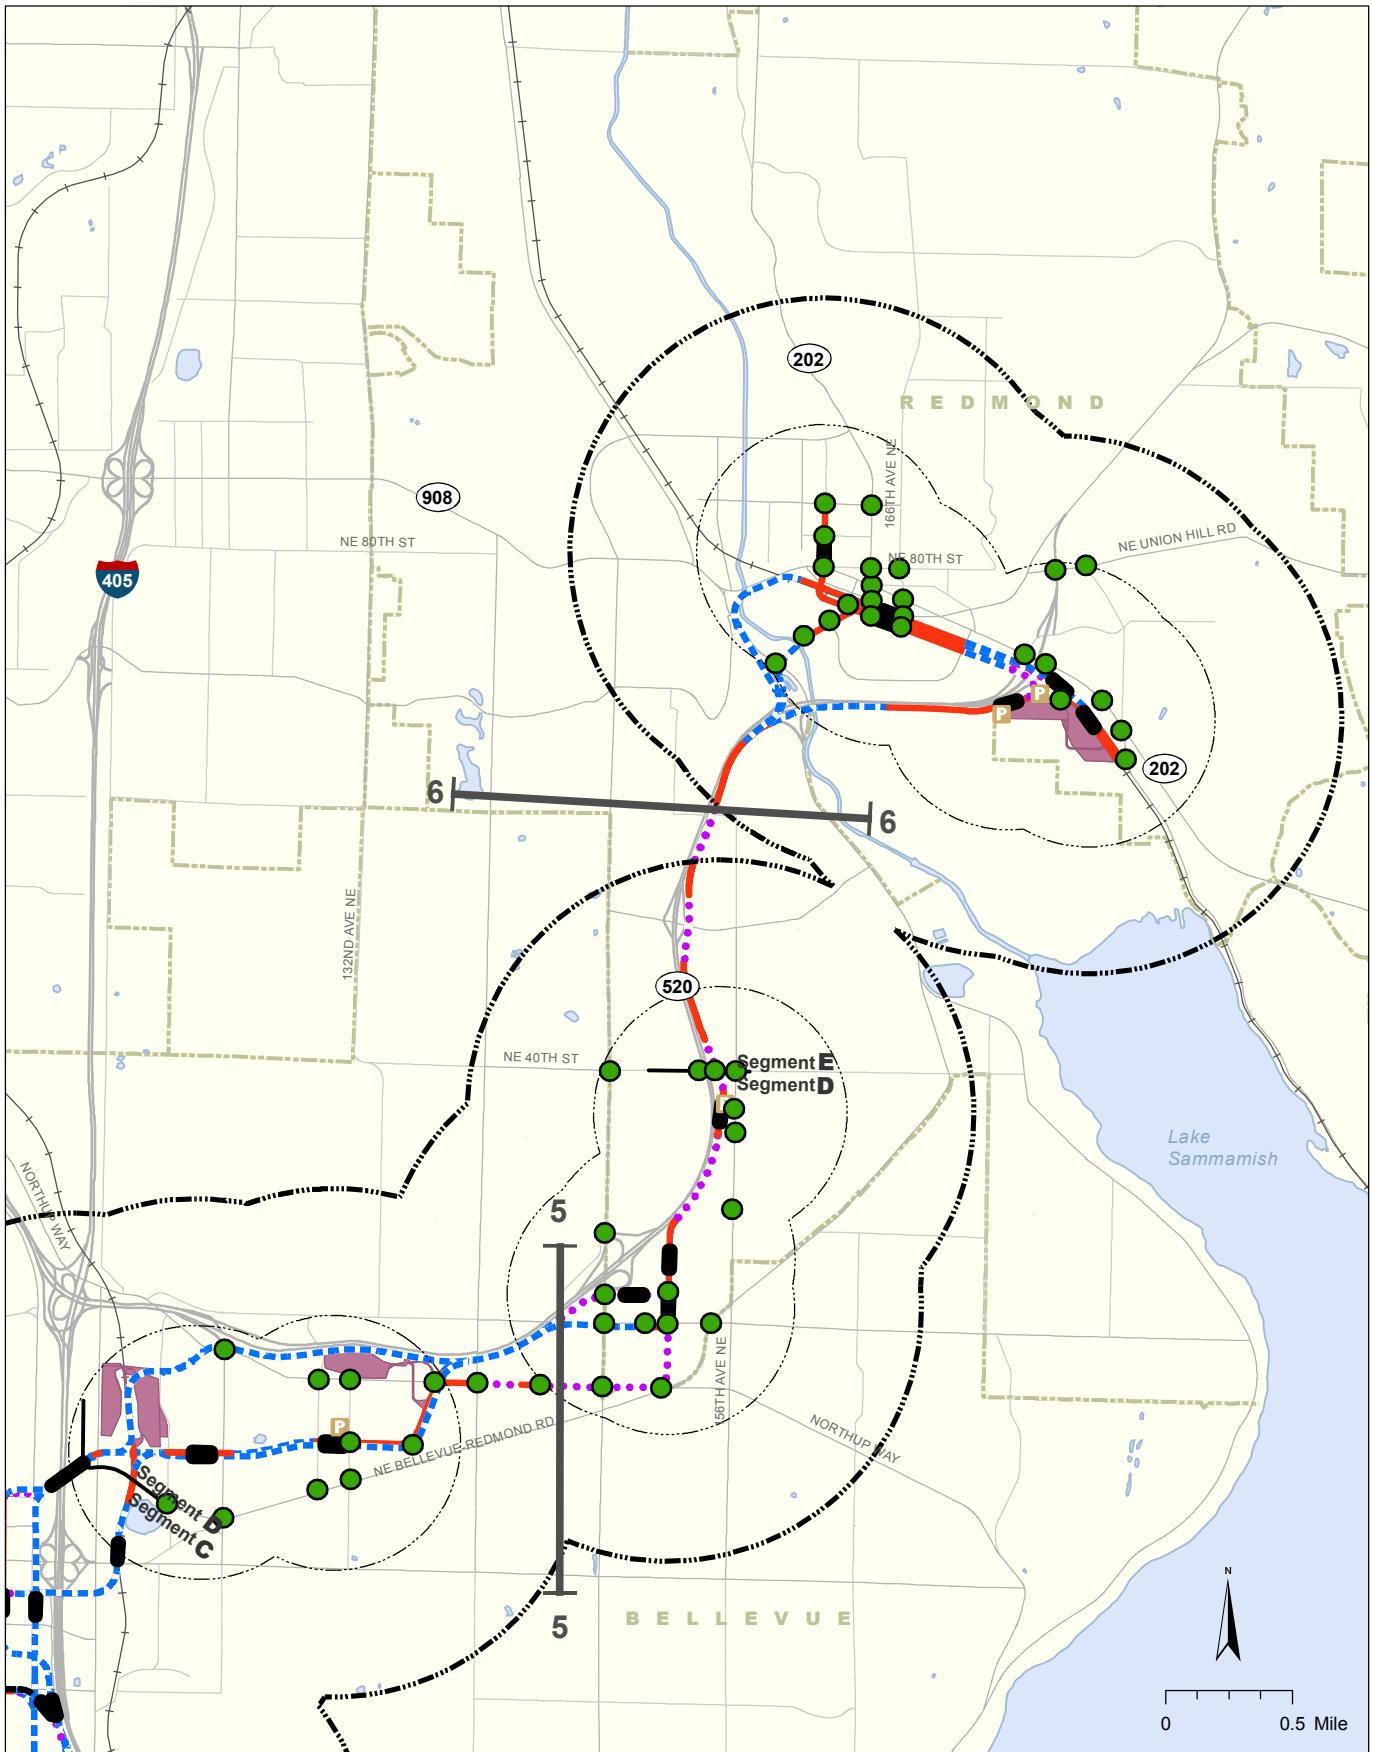 202
REDMOND
166TH AVE NE
908
NE 80TH ST
NE UNION HILL RD
NE 80TH ST
405
P
P
202
6
6
132ND AVE NE
520
NE 40TH ST
Segment E
Segment D
Lake
Sammamish
NORTHUP WAY
5
156TH AVE NE
P
NE BELLEVUE-REDMOND RD
NORTHUP WAY
Segment D
Segment C
N
BELLEVUE
5
0 0.5 Mile